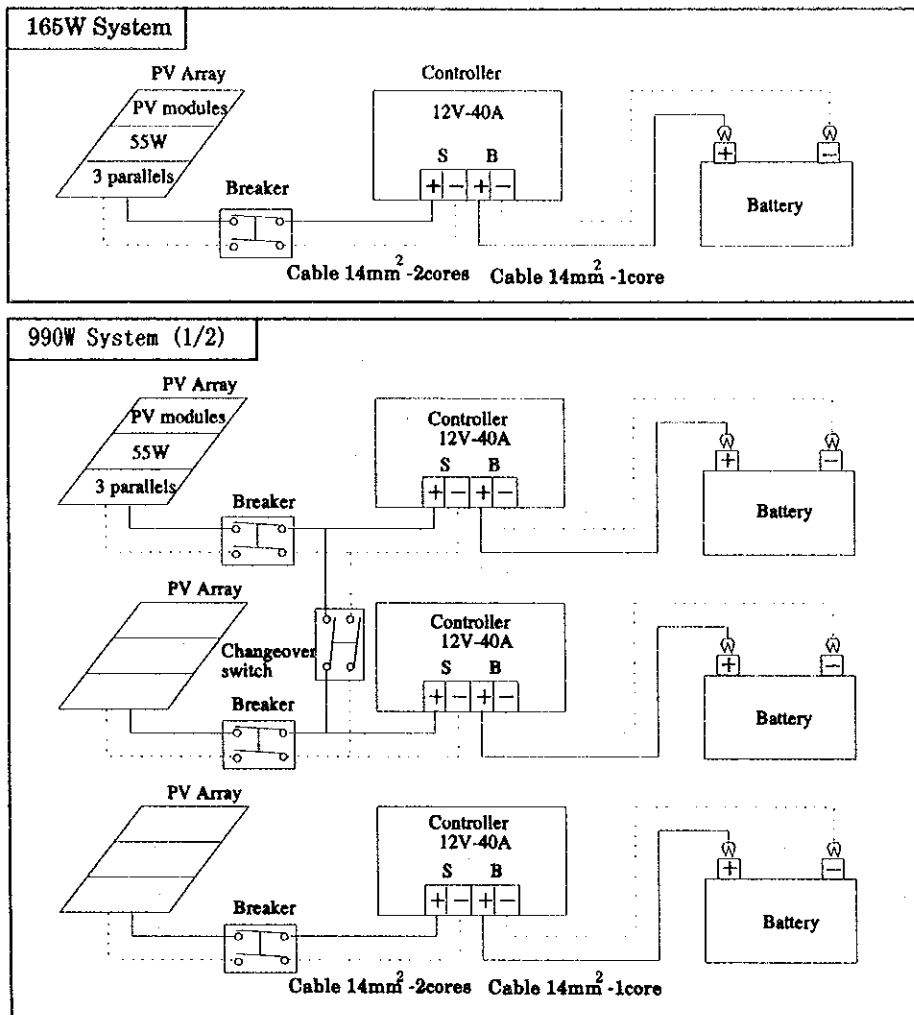 165W System
PV Array
PV modules
55W
3 parallels
Breaker
Controller
12V-40A
S B
+ − + −
+ −
Battery
Cable 14mm²-2cores Cable 14mm²-1core
990W System (1/2)
PV Array
PV modules
55W
3 parallels
Breaker
Controller
12V-40A
S B
+ − + −
+ −
Battery
PV Array
Changeover
switch
Breaker
Controller
12V-40A
S B
+ − + −
+ −
Battery
PV Array
Breaker
Controller
12V-40A
S B
+ − + −
+ −
Battery
Cable 14mm²-2cores Cable 14mm²-1core